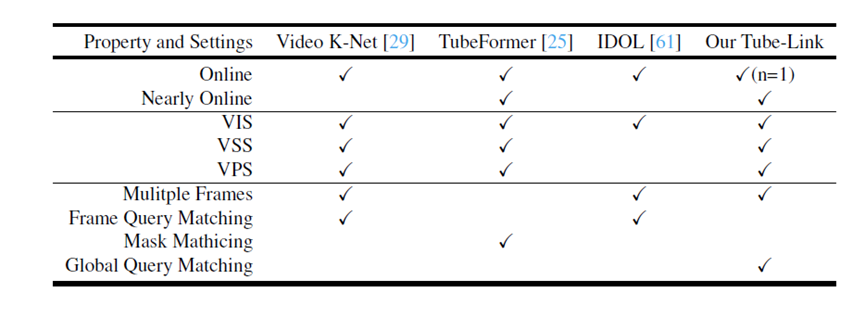 Property and Settings Video K-Net [29] TubeFormer [25] IDOL [61] Our Tube-Link
Online ✓ ✓ ✓ ✓(n=1)
Nearly Online ✓ ✓
VIS ✓ ✓ ✓ ✓
VSS ✓ ✓ ✓
VPS ✓ ✓ ✓
Mulitple Frames ✓ ✓ ✓
Frame Query Matching ✓ ✓
Mask Mathicing ✓
Global Query Matching ✓